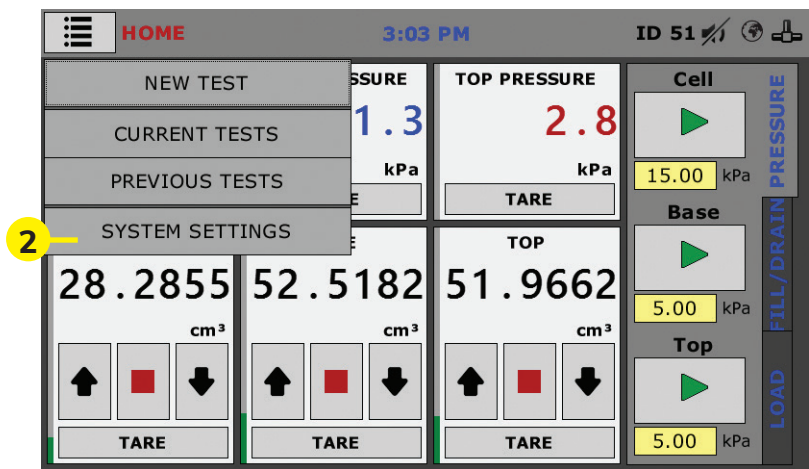 HOME 3:03 PM ID 51
NEW TEST
CURRENT TESTS
PREVIOUS TESTS
2 SYSTEM SETTINGS
TOP PRESSURE
1.3
kPa
2.8
kPa
TARE
28.2855
cm³
TARE
52.5182
cm³
TARE
TOP
51.9662
cm³
TARE
Cell
15.00 kPa
Base
5.00 kPa
Top
5.00 kPa
PRESSURE
FILL/DRAIN
LOAD